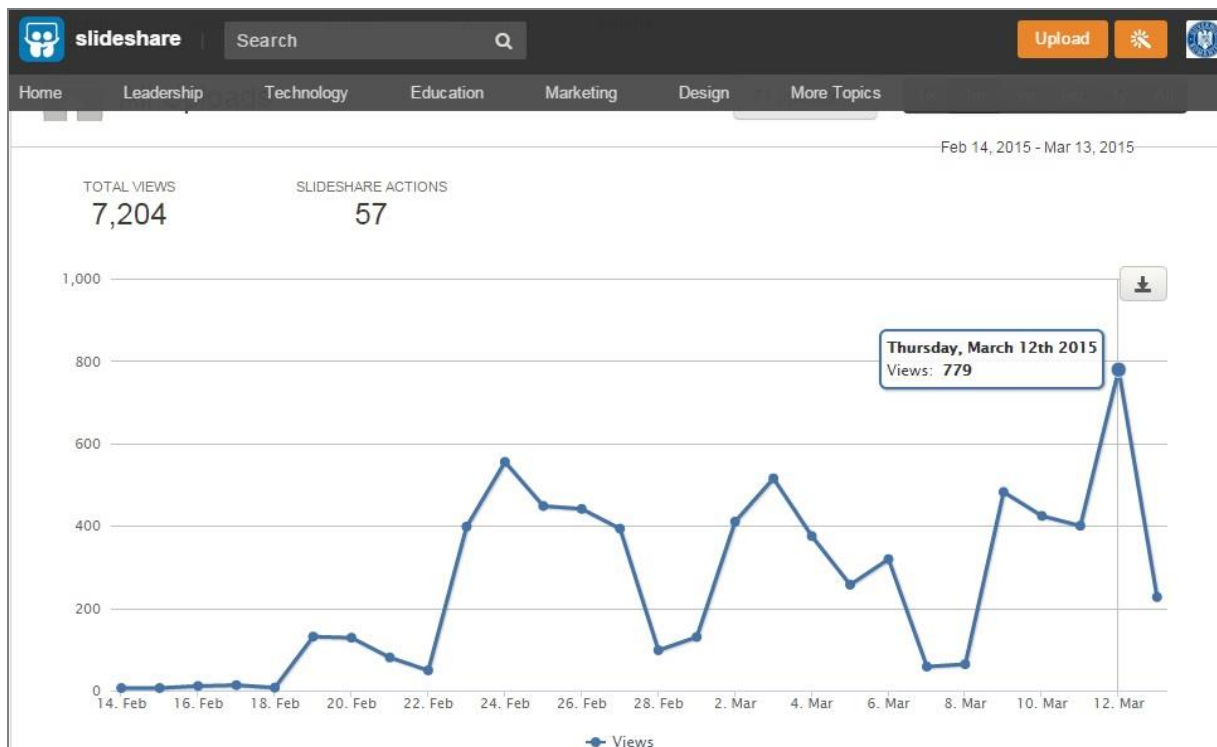 slideshare
Search
Upload
Home Leadership Technology Education Marketing Design More Topics
Feb 14, 2015 - Mar 13, 2015
TOTAL VIEWS SLIDESHARE ACTIONS
7,204 57
1,000
800
600
400
200
0
Thursday, March 12th 2015
Views: 779
14. Feb 16. Feb 18. Feb 20. Feb 22. Feb 24. Feb 26. Feb 28. Feb 2. Mar 4. Mar 6. Mar 8. Mar 10. Mar 12. Mar
Views